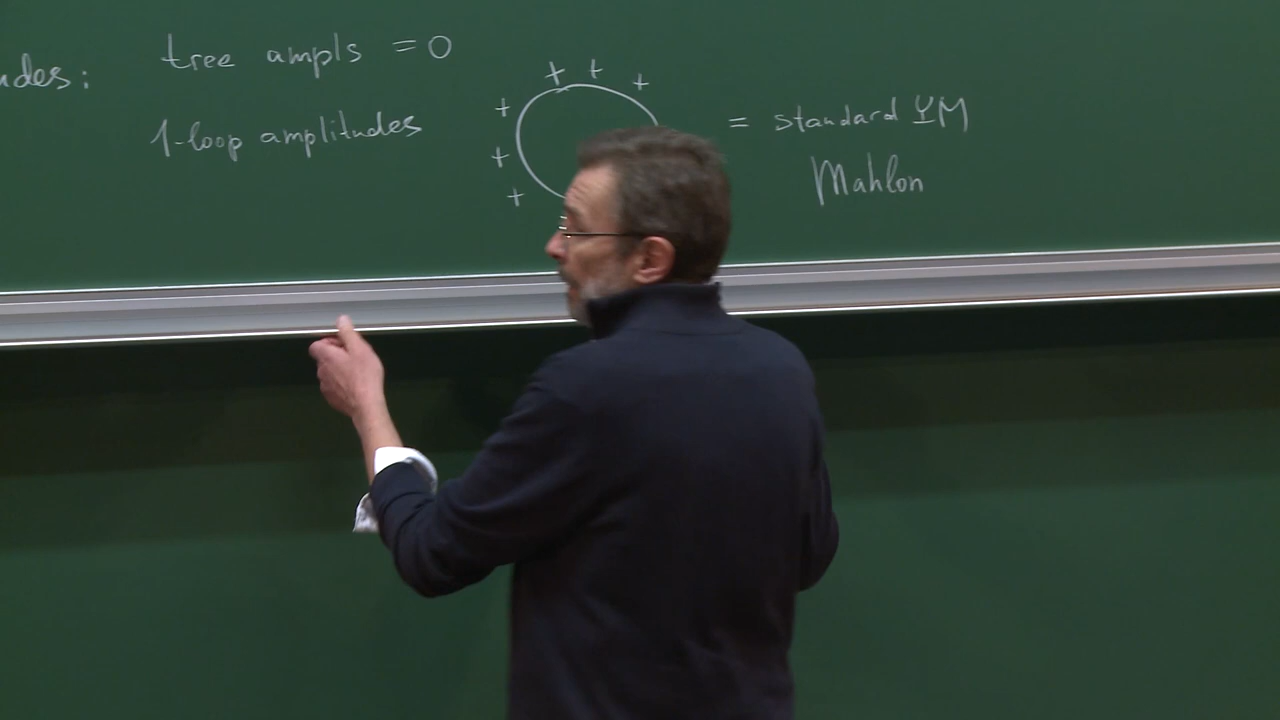 tree ampls = 0
udes:
1-loop amplitudes
+ + + + + +
= standard YM
Mahlon